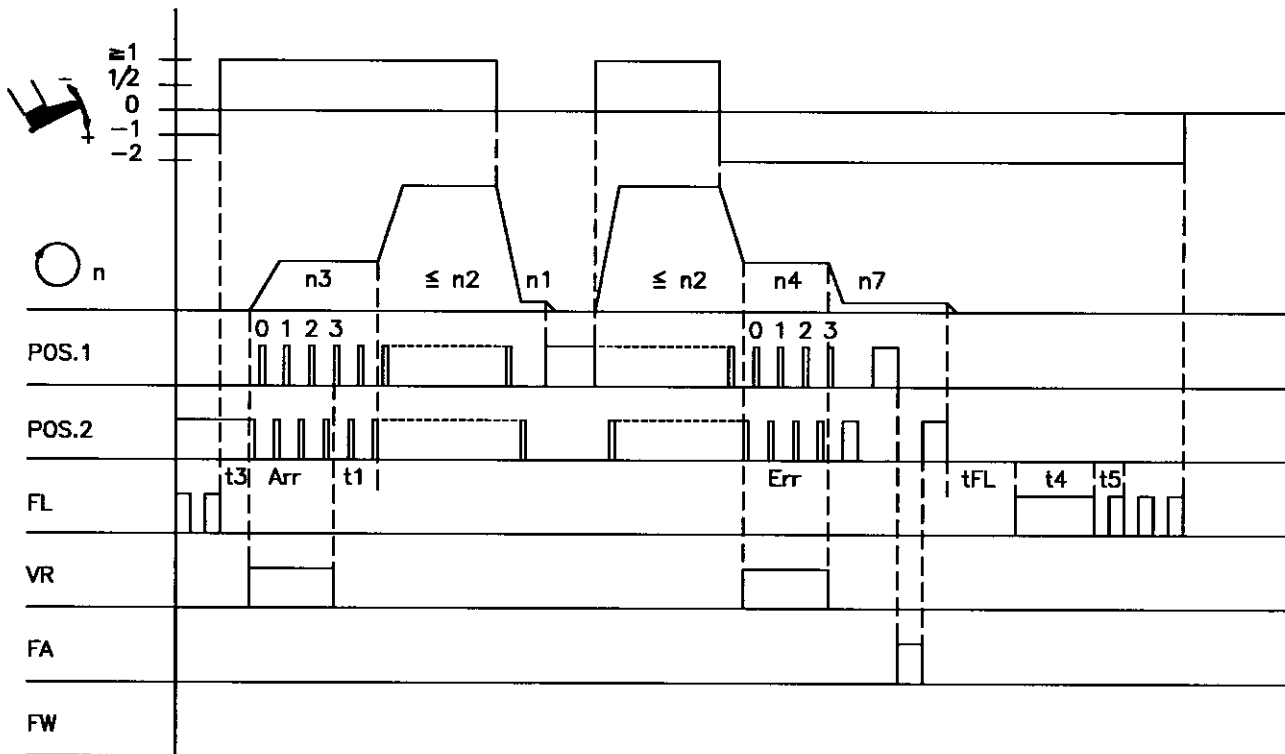 ≧1
1/2
0
−1
−2
− +
n
n3 ≤ n2 n1 ≤ n2 n4 n7
0 1 2 3 0 1 2 3
POS.1
POS.2
t3 Arr t1 Err tFL t4 t5
FL
VR
FA
FW